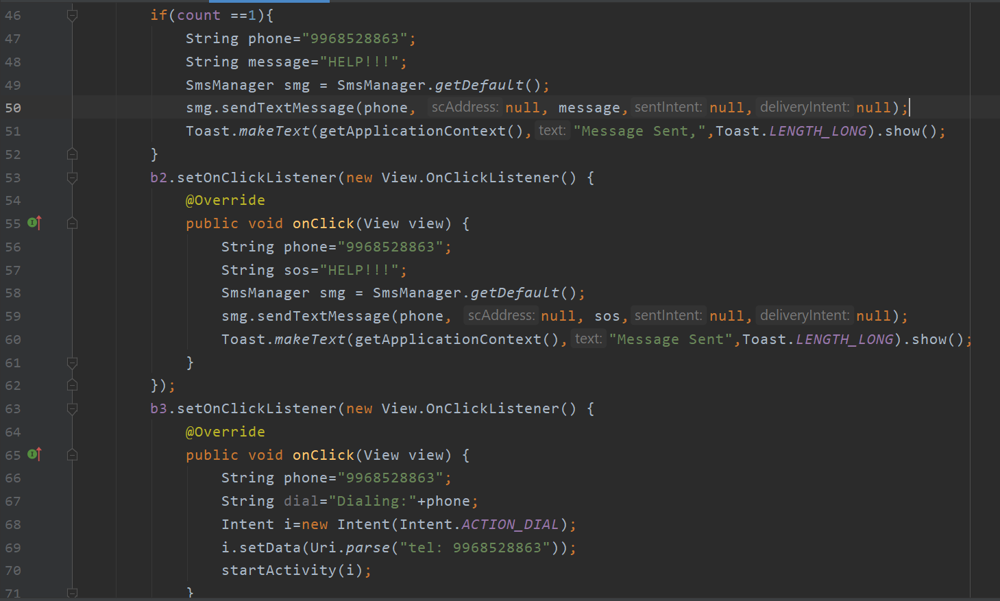 46 if(count ==1){
47 String phone="9968528863";
48 String message="HELP!!!";
49 SmsManager smg = SmsManager.getDefault();
50 smg.sendTextMessage(phone, scAddress: null, message, sentIntent: null, deliveryIntent: null);
51 Toast.makeText(getApplicationContext(), text: "Message Sent,",Toast.LENGTH_LONG).show();
52 }
53 b2.setOnClickListener(new View.OnClickListener() {
54 @Override
55 public void onClick(View view) {
56 String phone="9968528863";
57 String sos="HELP!!!";
58 SmsManager smg = SmsManager.getDefault();
59 smg.sendTextMessage(phone, scAddress: null, sos, sentIntent: null, deliveryIntent: null);
60 Toast.makeText(getApplicationContext(), text: "Message Sent",Toast.LENGTH_LONG).show();
61 }
62 });
63 b3.setOnClickListener(new View.OnClickListener() {
64 @Override
65 public void onClick(View view) {
66 String phone="9968528863";
67 String dial="Dialing:"+phone;
68 Intent i=new Intent(Intent.ACTION_DIAL);
69 i.setData(Uri.parse("tel: 9968528863"));
70 startActivity(i);
71 }